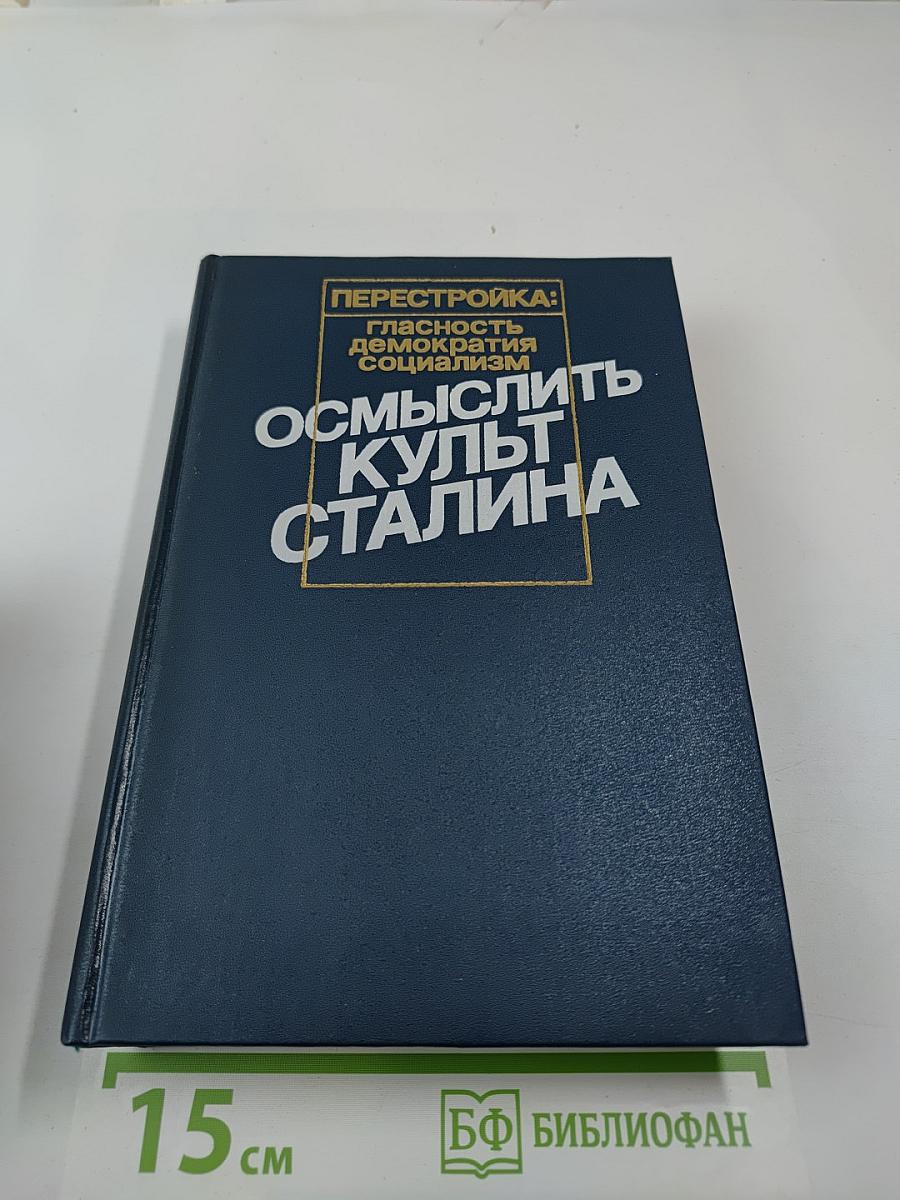 ПЕРЕСТРОЙКА:
гласность
демократия
социализм
ОСМЫСЛИТЬ
КУЛЬТ
СТАЛИНА
15 см
БФ БИБЛИОФАН